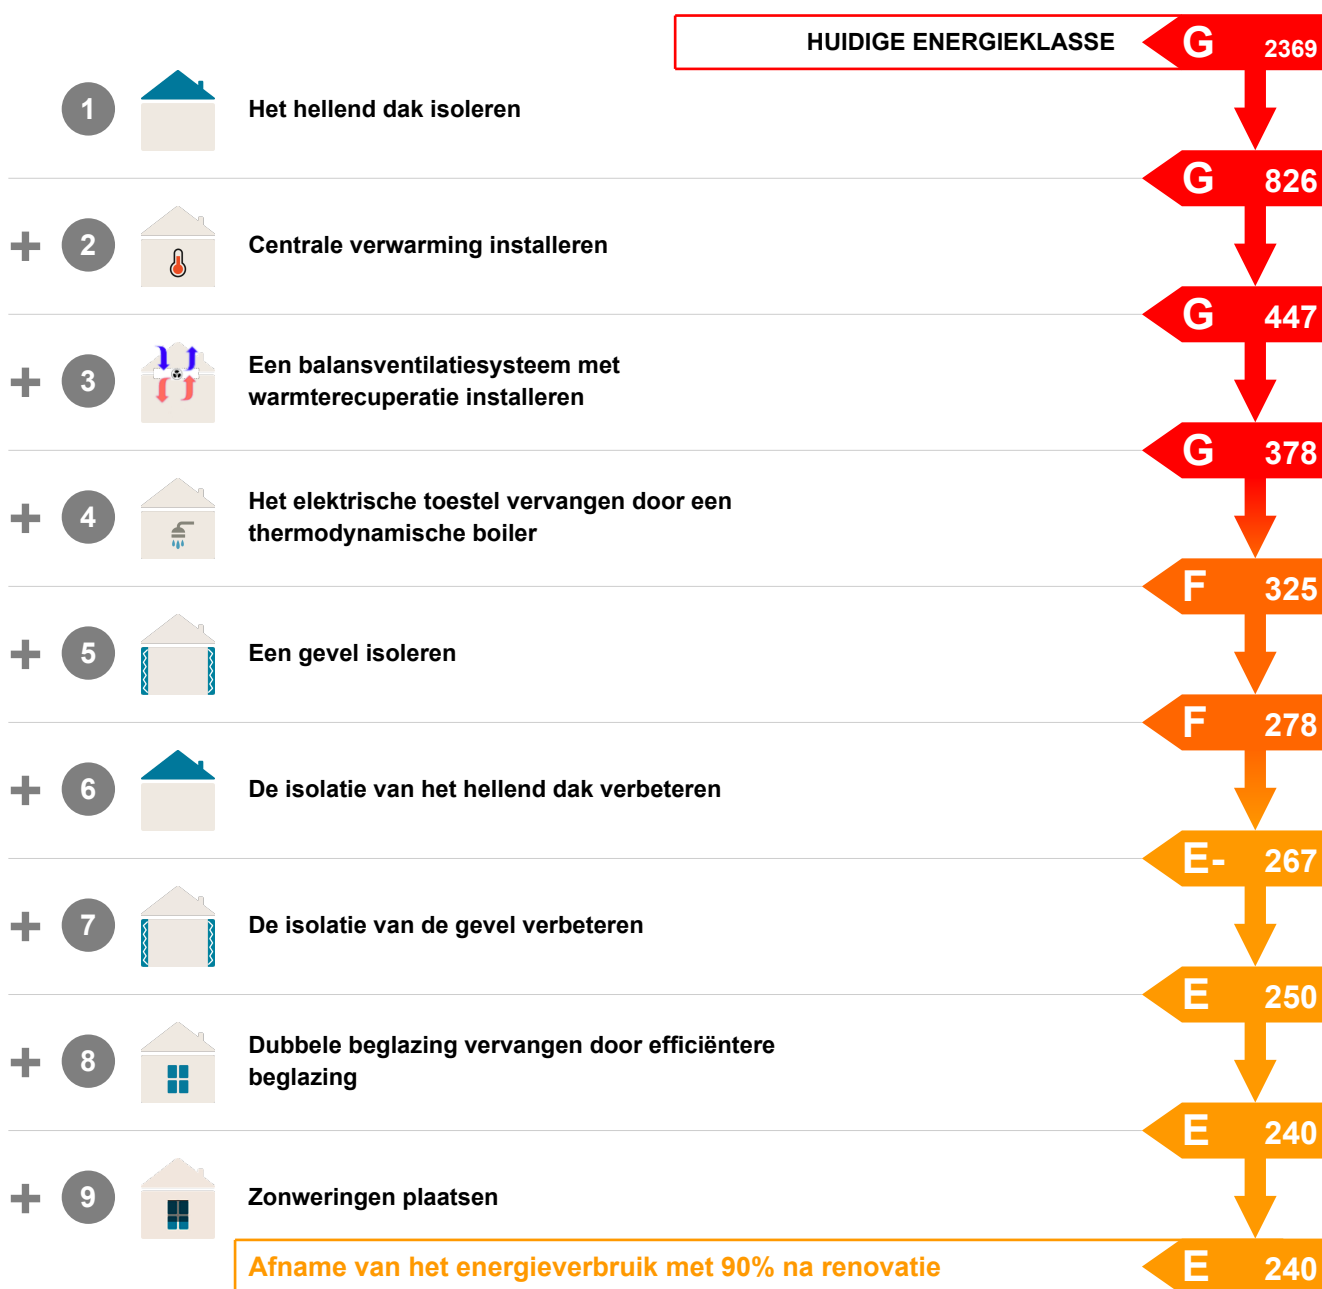 HUIDIGE ENERGIEKLASSE G 2369
1 Het hellend dak isoleren
G 826
+ 2 Centrale verwarming installeren
G 447
+ 3 Een balansventilatiesysteem met
warmterecuperatie installeren
G 378
+ 4 Het elektrische toestel vervangen door een
thermodynamische boiler
F 325
+ 5 Een gevel isoleren
F 278
+ 6 De isolatie van het hellend dak verbeteren
E- 267
+ 7 De isolatie van de gevel verbeteren
E 250
+ 8 Dubbele beglazing vervangen door efficiëntere
beglazing
E 240
+ 9 Zonweringen plaatsen
Afname van het energieverbruik met 90% na renovatie E 240